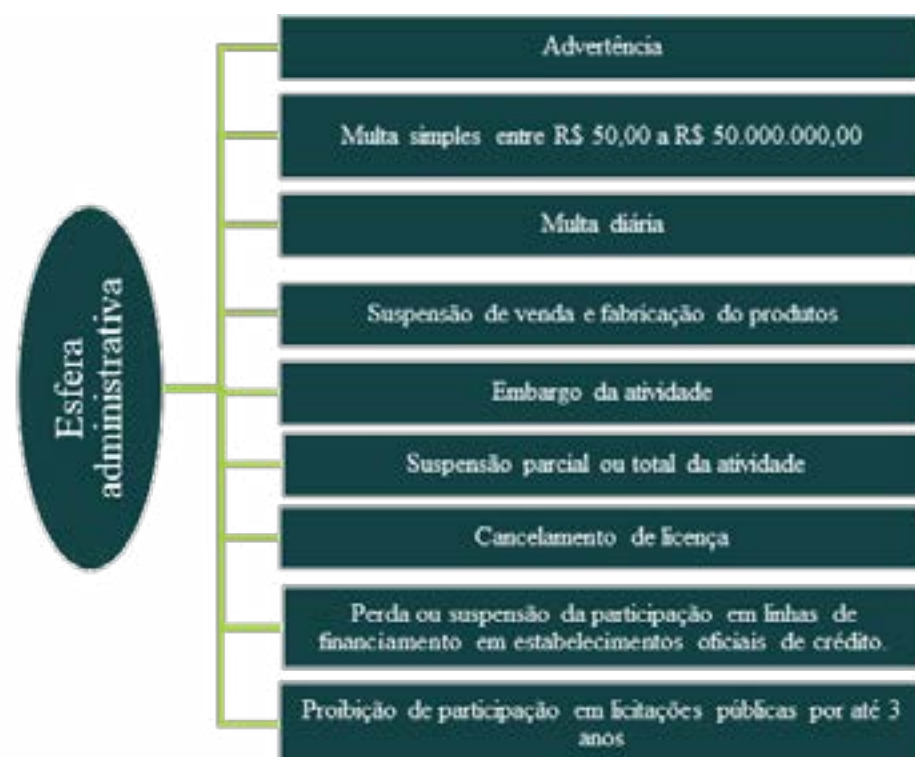 Esfera
administrativa
Advertência
Multa simples entre R$ 50,00 a R$ 50.000.000,00
Multa diária
Suspensão de venda e fabricação do produtos
Embargo da atividade
Suspensão parcial ou total da atividade
Cancelamento de licença
Perda ou suspensão da participação em linhas de
financiamento em estabelecimentos oficiais de crédito.
Proibição de participação em licitações públicas por até 3
anos